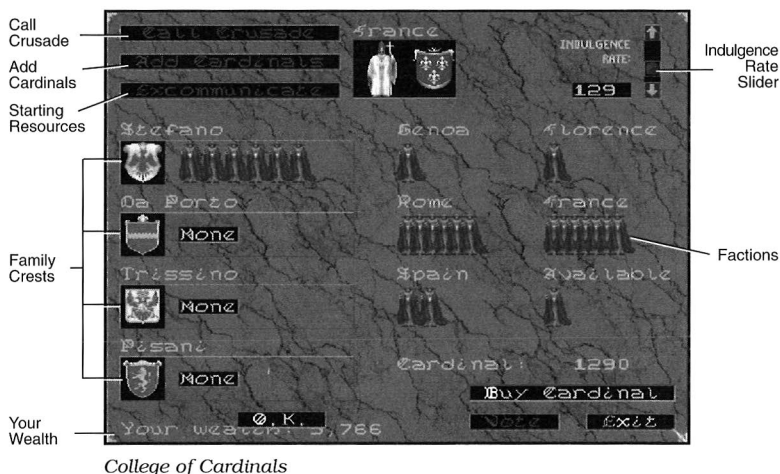 Call
Crusade
Add
Cardinals
Starting
Resources
Family
Crests
Your
Wealth
Call Crusade
Add Cardinals
Excommunicate
France
INDULGENCE
RATE:
129
Indulgence
Rate
Slider
Stefano
Genoa
Florence
Da Porto
None
Rome
France
Factions
Trissino
None
Spain
Available
Pisani
None
Cardinal: 1290
Buy Cardinal
O.K.
Your wealth: 5,766
Vote
Exit
College of Cardinals